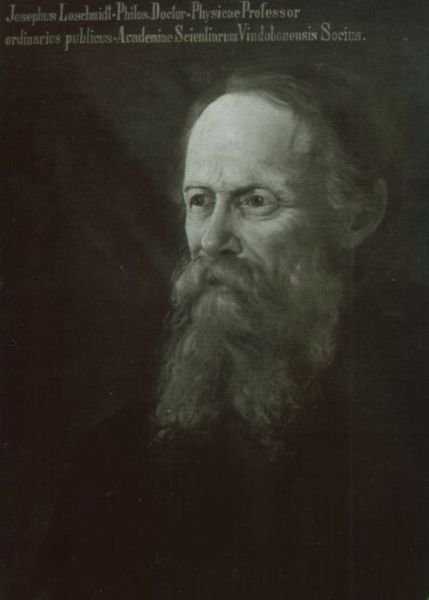 Josephus Loschmidt·Philos. Doctor·Physicae Professor
ordinarius publicus·Academiae Scientiarum Vindobonensis Socius.